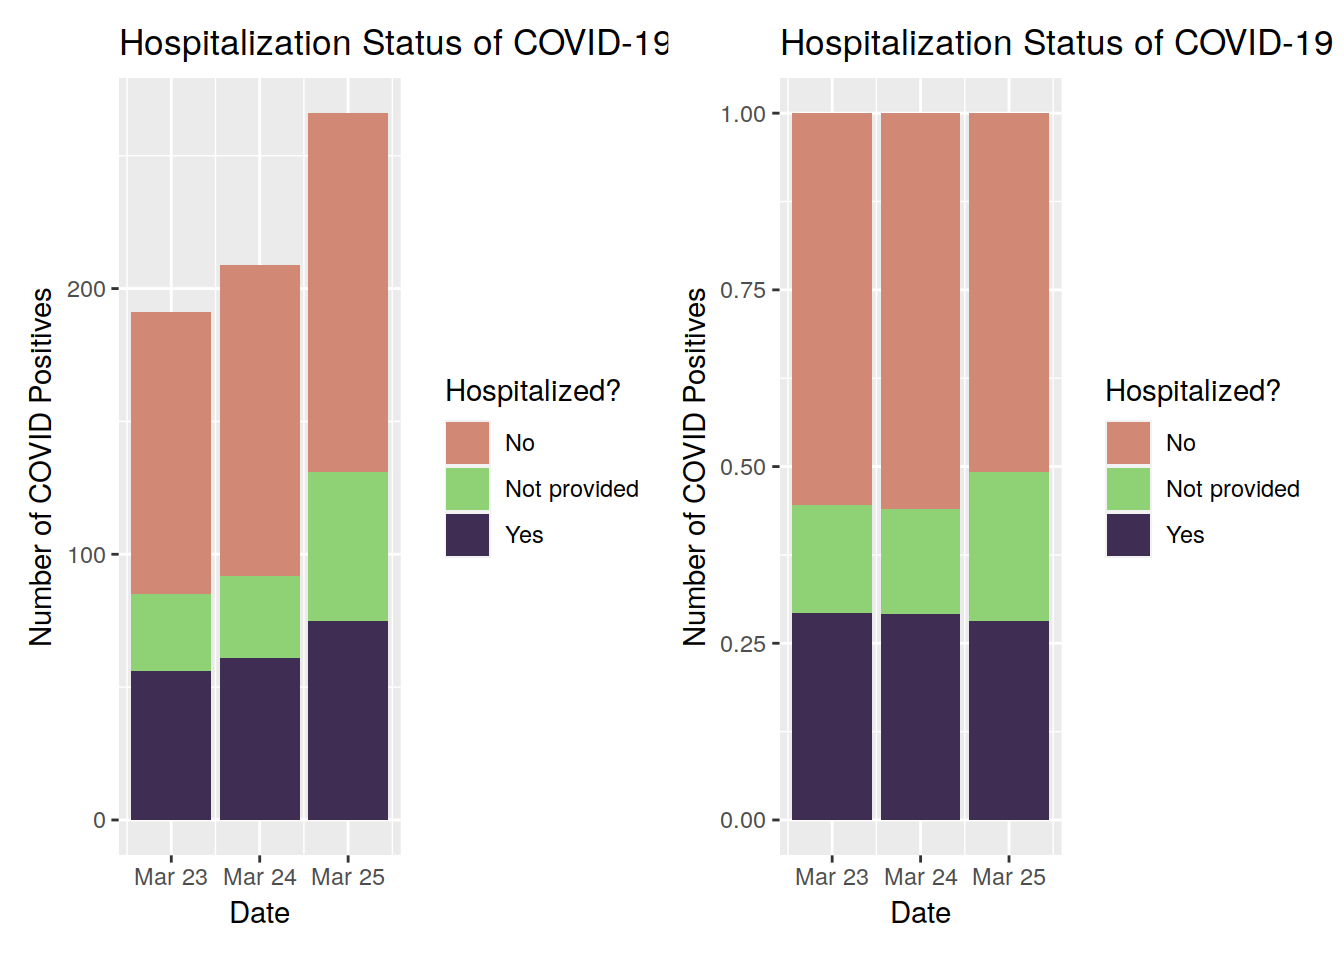 Hospitalization Status of COVID-19
Number of COVID Positives
200
100
0
Mar 23 Mar 24 Mar 25
Date
Hospitalized?
No
Not provided
Yes
Hospitalization Status of COVID-19
Number of COVID Positives
1.00
0.75
0.50
0.25
0.00
Mar 23 Mar 24 Mar 25
Date
Hospitalized?
No
Not provided
Yes